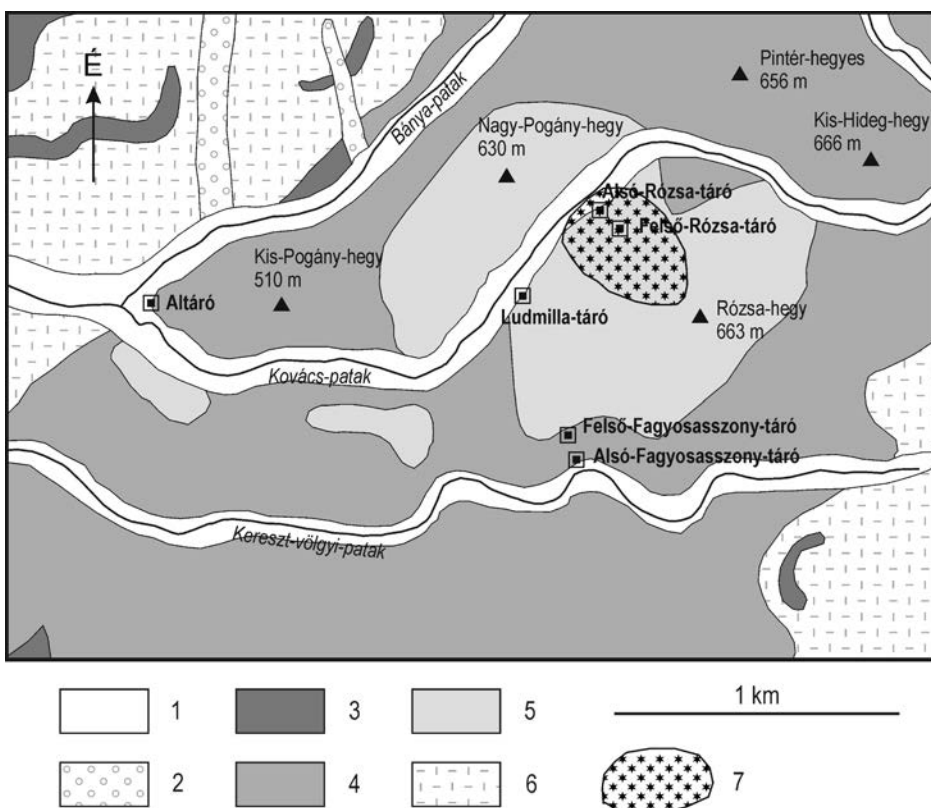 É
Bánya-patak
Pintér-hegyes
656 m
Nagy-Pogány-hegy
630 m
Kis-Hideg-hegy
666 m
Alsó-Rózsa-táró
Felső-Rózsa-táró
Kis-Pogány-hegy
510 m
Altáró
Ludmilla-táró
Rózsa-hegy
663 m
Kovács-patak
Felső-Fagyosasszony-táró
Alsó-Fagyosasszony-táró
Kereszt-völgyi-patak
1
3
5
1 km
2
4
6
7